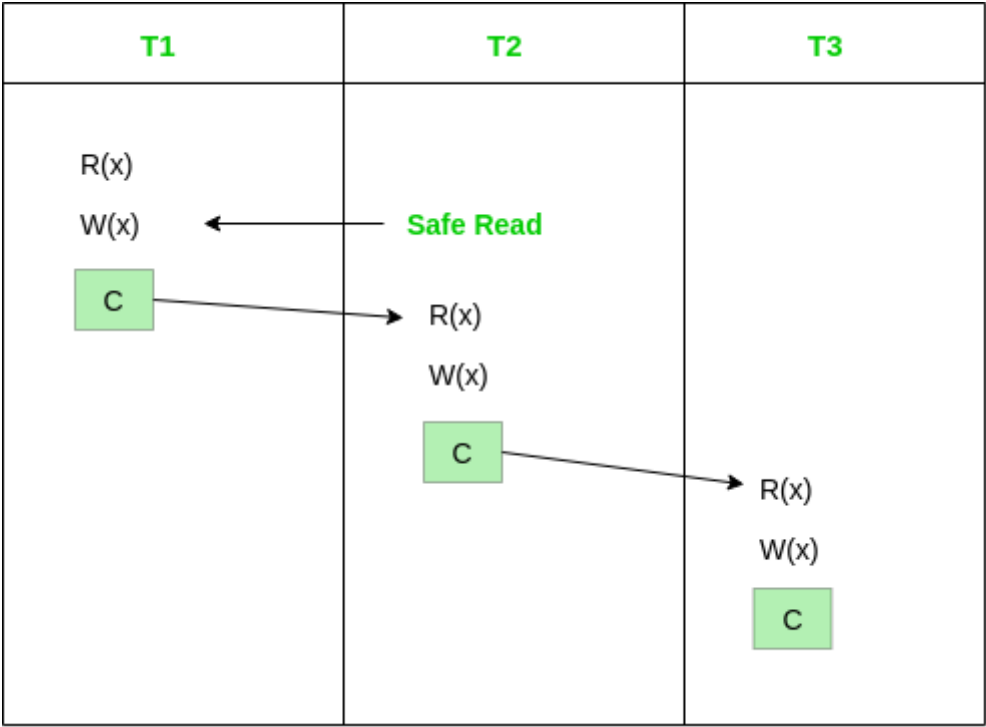 T1 T2 T3
R(x)
W(x) Safe Read
C
R(x)
W(x)
C
R(x)
W(x)
C